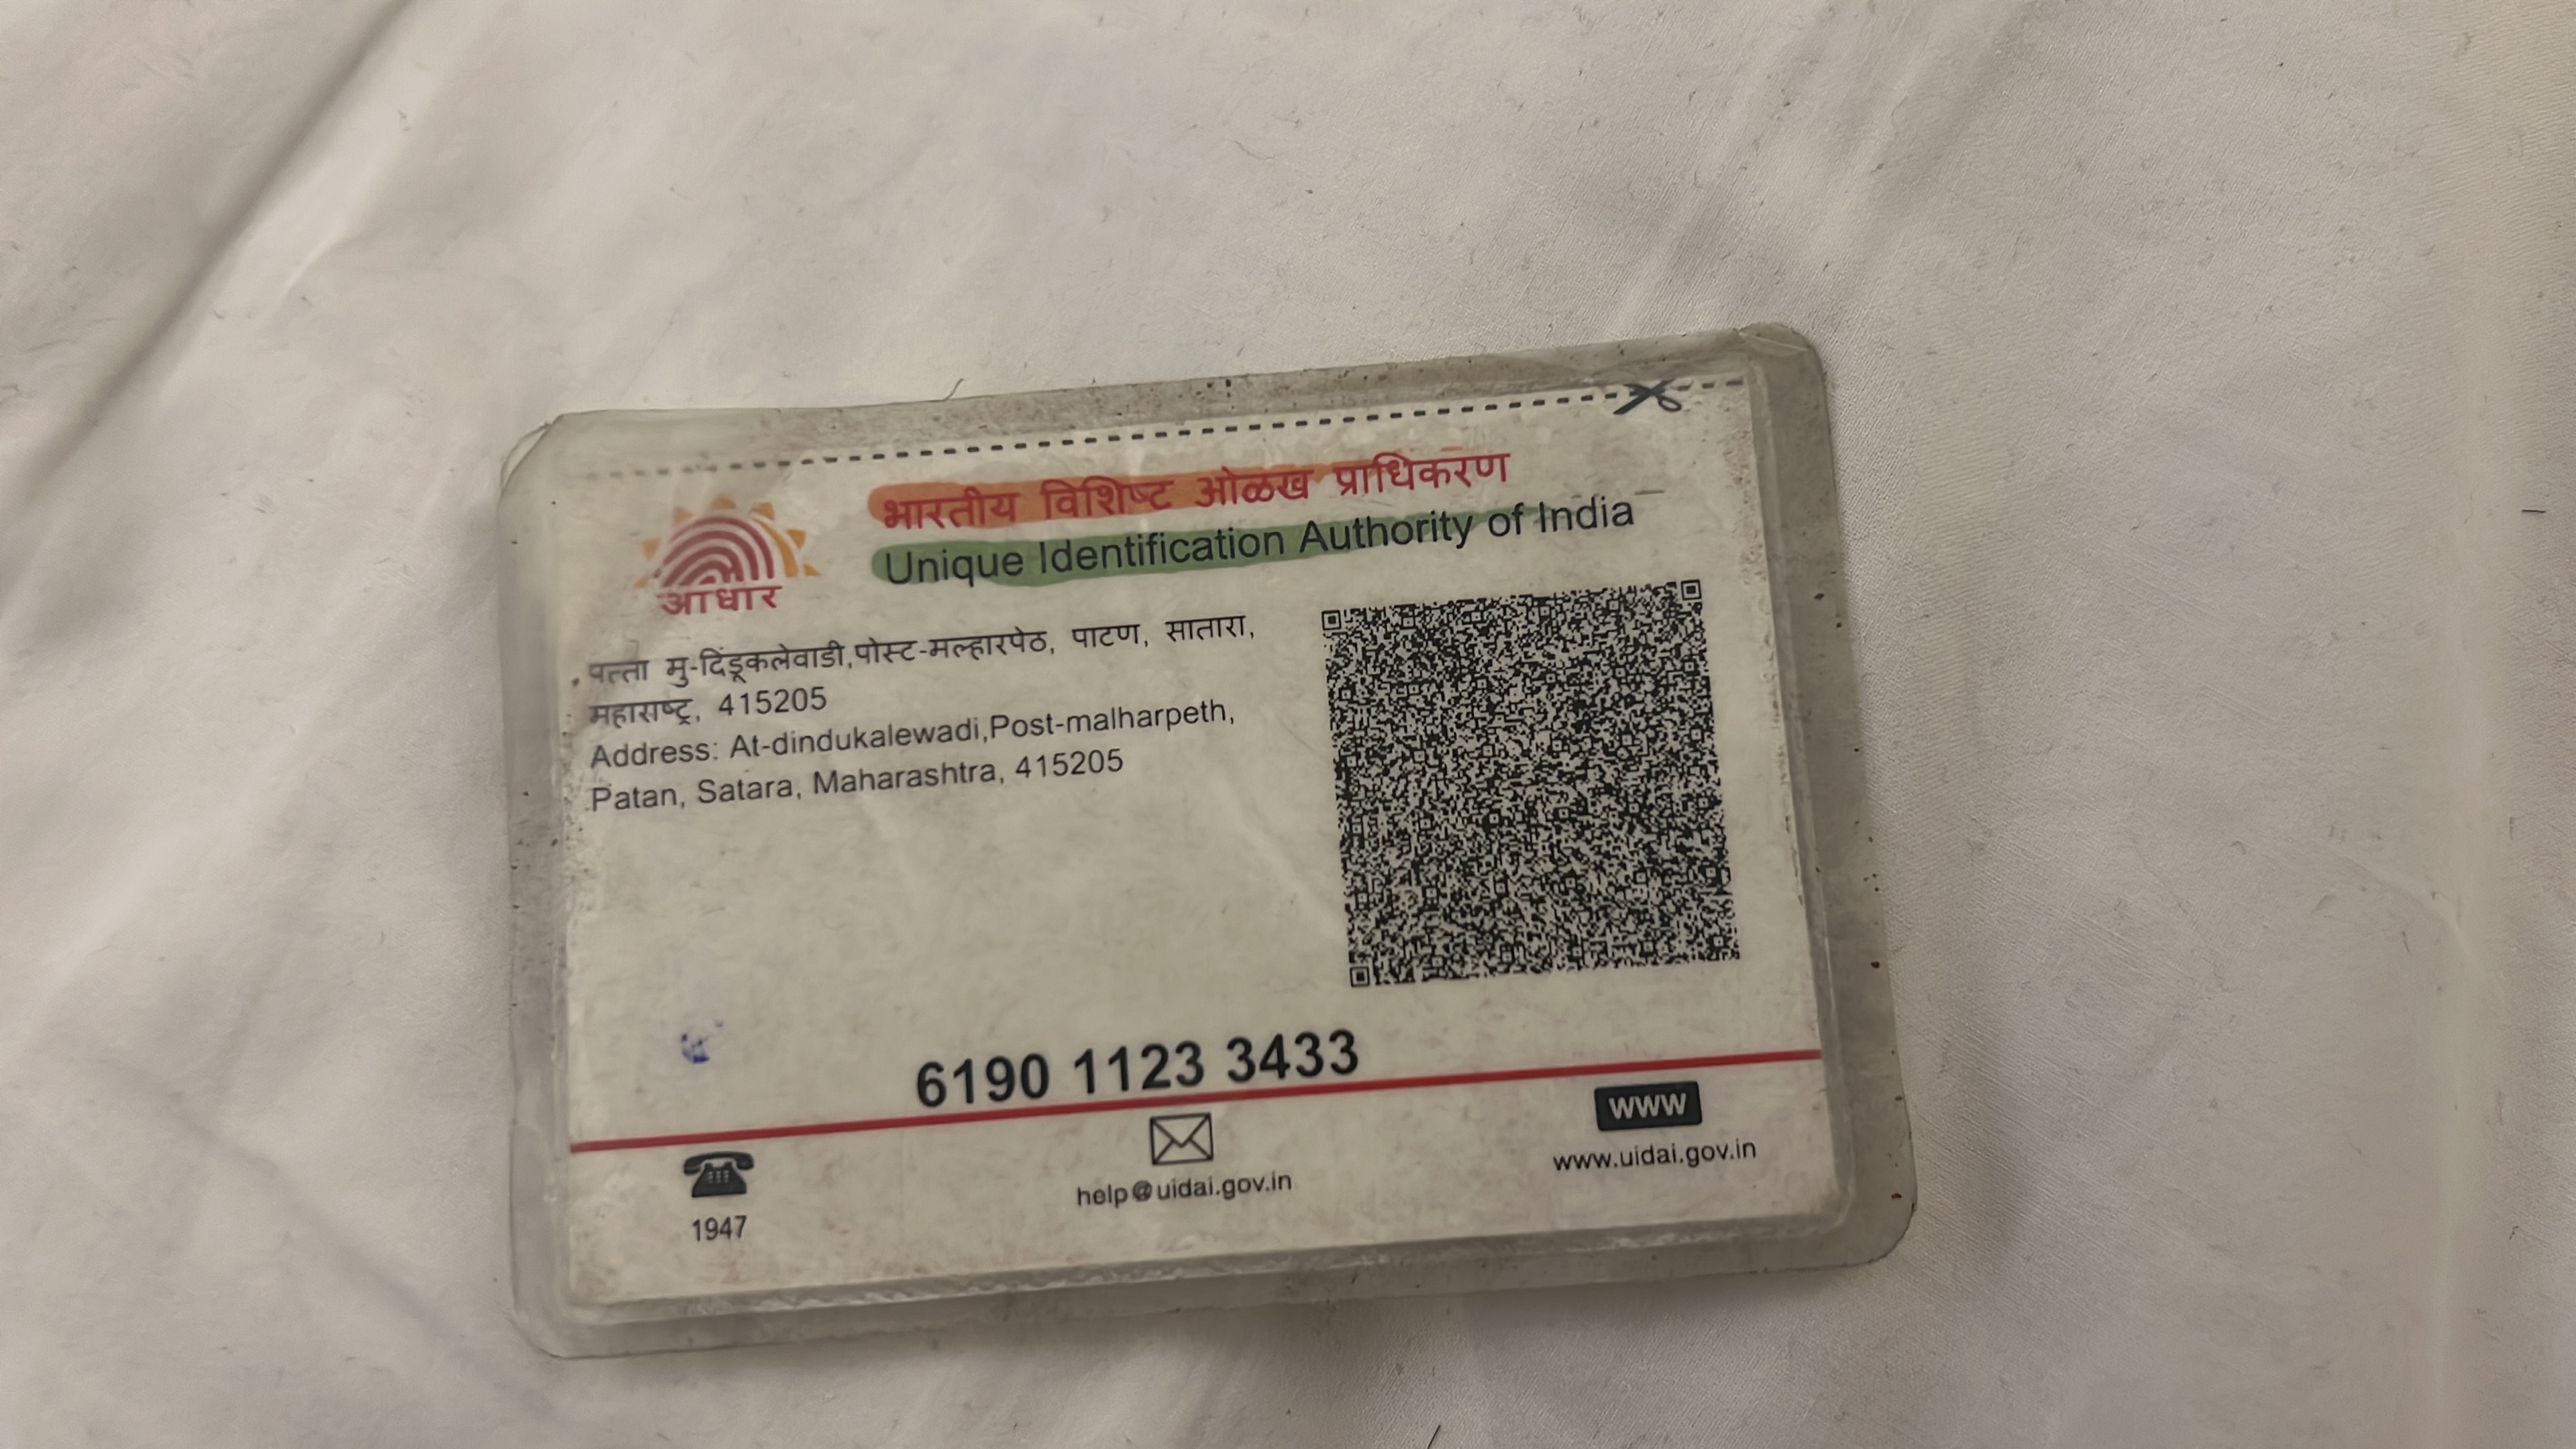 भारतीय विशिष्ट ओळख प्राधिकरण
Unique Identification Authority of India
आधार
पत्ता मु-दिंडूकलेवाडी,पोस्ट-मल्हारपेठ, पाटण, सातारा,
महाराष्ट्र, 415205
Address: At-dindukalewadi,Post-malharpeth,
Patan, Satara, Maharashtra, 415205
6190 1123 3433
1947
help@uidai.gov.in
WWW
www.uidai.gov.in